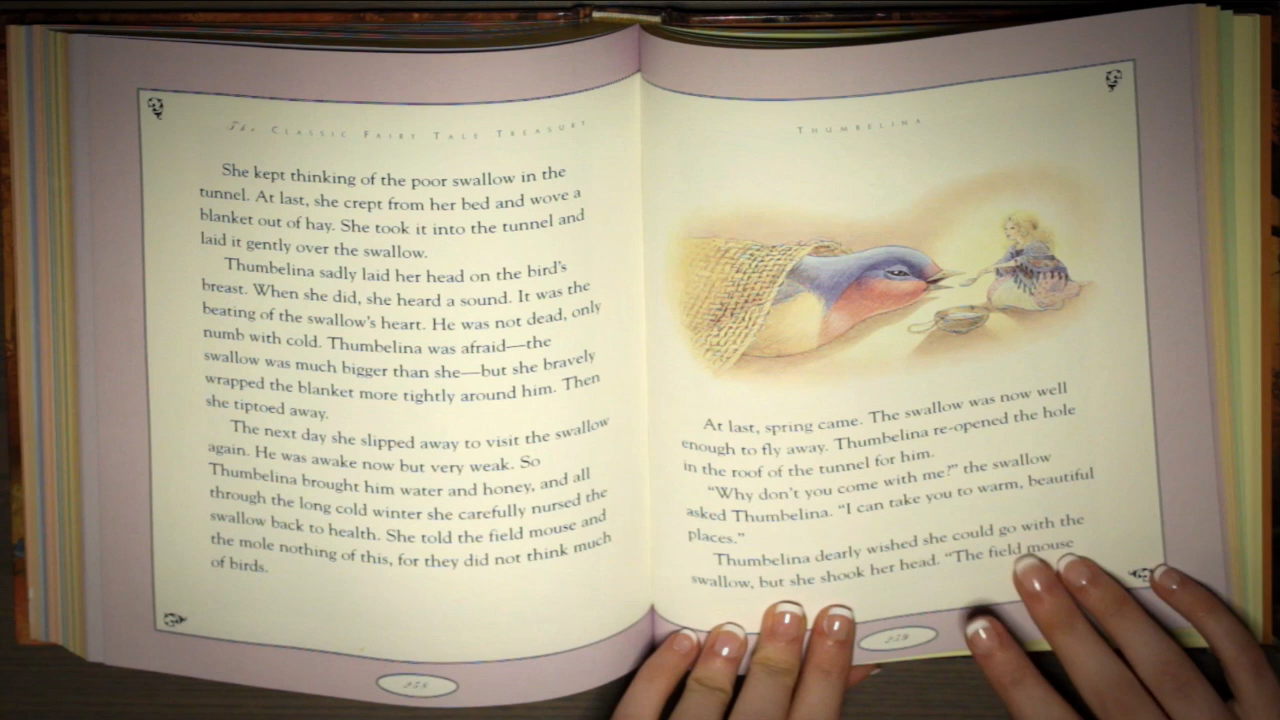 The Classic Fairy Tale Treasury
She kept thinking of the poor swallow in the
tunnel. At last, she crept from her bed and wove a
blanket out of hay. She took it into the tunnel and
laid it gently over the swallow.
Thumbelina sadly laid her head on the bird's
breast. When she did, she heard a sound. It was the
beating of the swallow's heart. He was not dead, only
numb with cold. Thumbelina was afraid—the
swallow was much bigger than she—but she bravely
wrapped the blanket more tightly around him. Then
she tiptoed away.
The next day she slipped away to visit the swallow
again. He was awake now but very weak. So
Thumbelina brought him water and honey, and all
through the long cold winter she carefully nursed the
swallow back to health. She told the field mouse and
the mole nothing of this, for they did not think much
of birds.
258
Thumbelina
At last, spring came. The swallow was now well
enough to fly away. Thumbelina re-opened the hole
in the roof of the tunnel for him.
"Why don't you come with me?" the swallow
asked Thumbelina. "I can take you to warm, beautiful
places."
Thumbelina dearly wished she could go with the
swallow, but she shook her head. "The field mouse
259